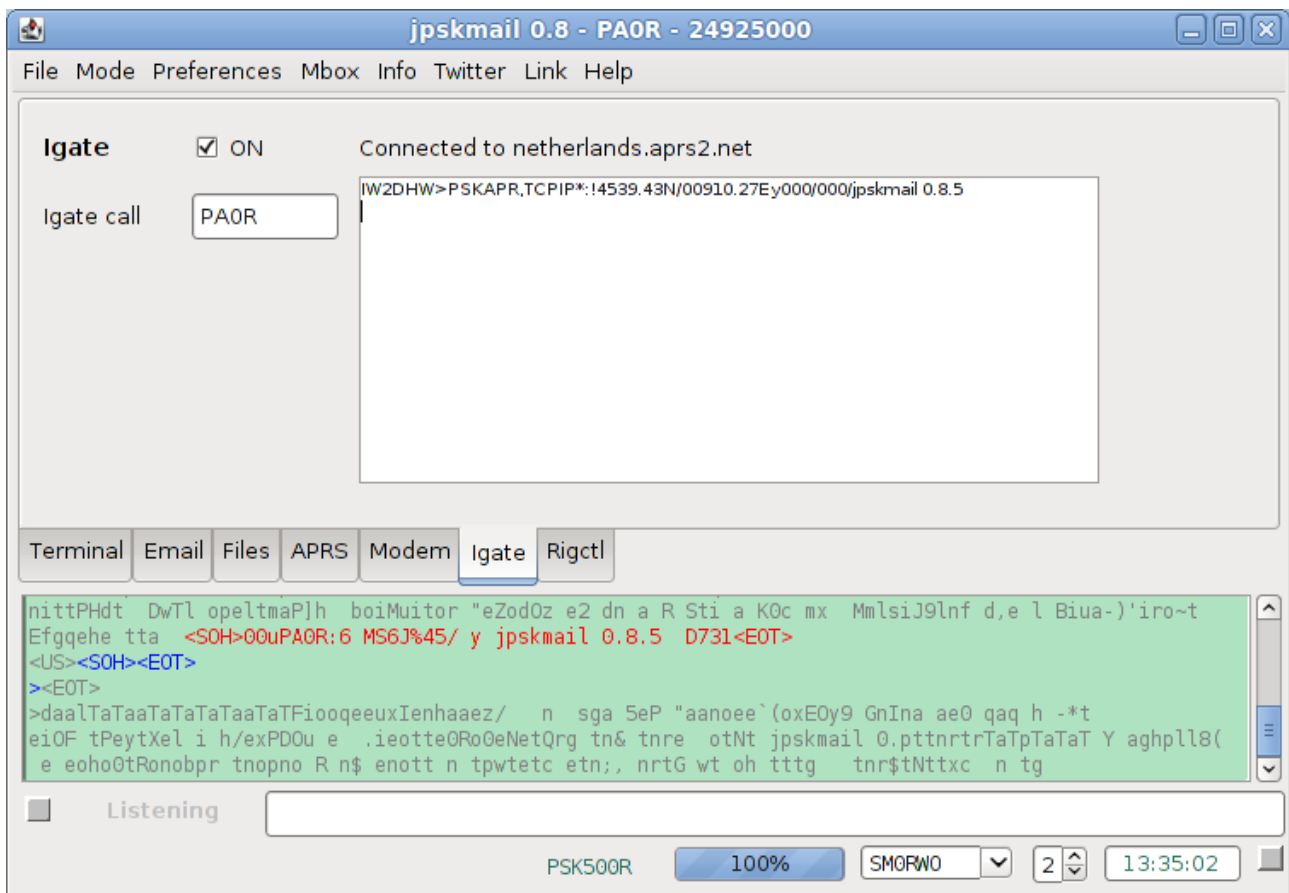 jpskmail 0.8 - PA0R - 24925000
File Mode Preferences Mbox Info Twitter Link Help
Igate ON Connected to netherlands.aprs2.net
IW2DHW>PSKAPR,TCPIP*:!4539.43N/00910.27Ey000/000/jpskmail 0.8.5
Igate call PA0R
Terminal Email Files APRS Modem Igate Rigctl
nittPHdt DwTl opeltmaP]h boiMuitor "eZodOz e2 dn a R Sti a K0c mx MmlsiJ9lnf d,e l Biua-)'iro~t
Efgqehe tta <SOH>00uPA0R:6 MS6J%45/ y jpskmail 0.8.5 D731<EOT>
<US><SOH><EOT>
><EOT>
>daalTaTaaTaTaTaTaaTaTFiooqeeuxIenhaaez/ n sga 5eP "aanoee`(oxEOy9 GnIna ae0 qaq h -*t
eiOF tPeytXel i h/exPDOu e .ieotte0Ro0eNetQrg tn& tnre otNt jpskmail 0.pttnrtrTaTpTaTaT Y aghpll8(
e eoho0tRonobpr tnopno R n$ enott n tpwtetc etn;, nrtG wt oh tttg tnr$tNttxc n tg
Listening
PSK500R 100% SM0RWO 2 13:35:02